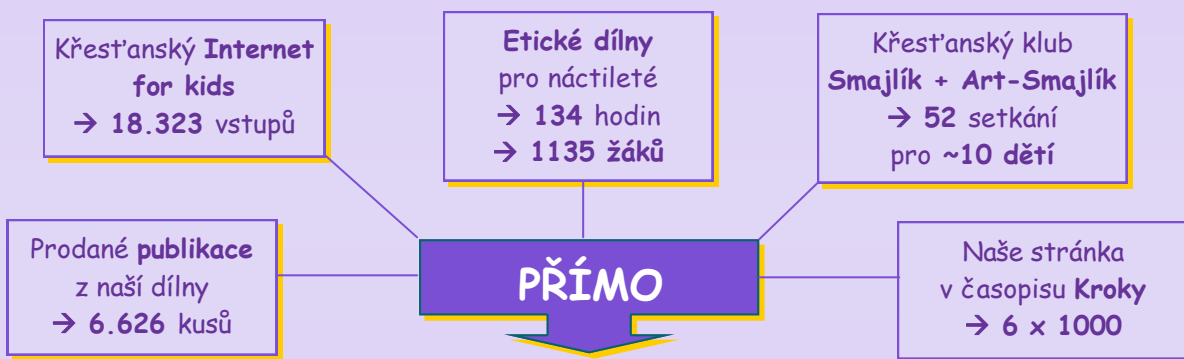 Křesťanský Internet
for kids
→ 18.323 vstupů
Etické dílny
pro náctileté
→ 134 hodin
→ 1135 žáků
Křesťanský klub
Smajlík + Art-Smajlík
→ 52 setkání
pro ~10 dětí
Prodané publikace
z naší dílny
→ 6.626 kusů
PŘÍMO
Naše stránka
v časopisu Kroky
→ 6 x 1000